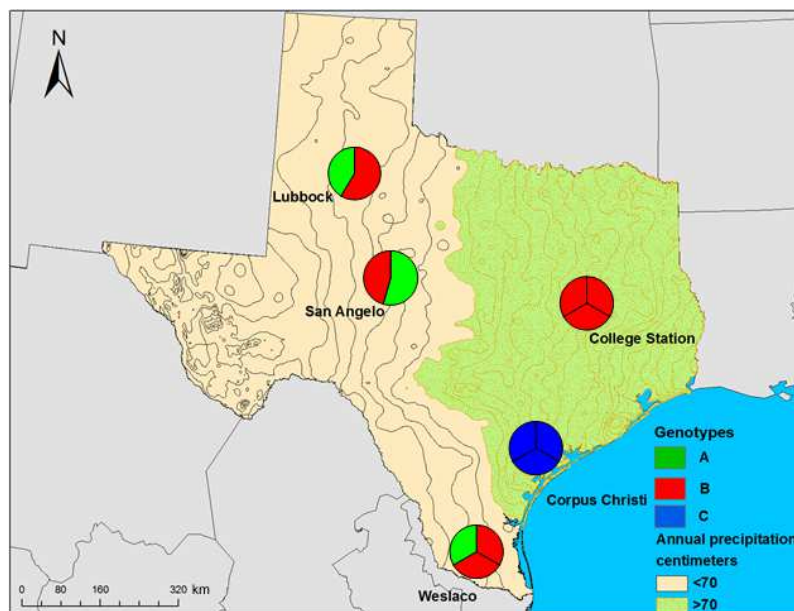 N
Lubbock
San Angelo
College Station
Corpus Christi
Weslaco
Genotypes
A
B
C
Annual precipitation
centimeters
<70
>70
0 80 160 320 km